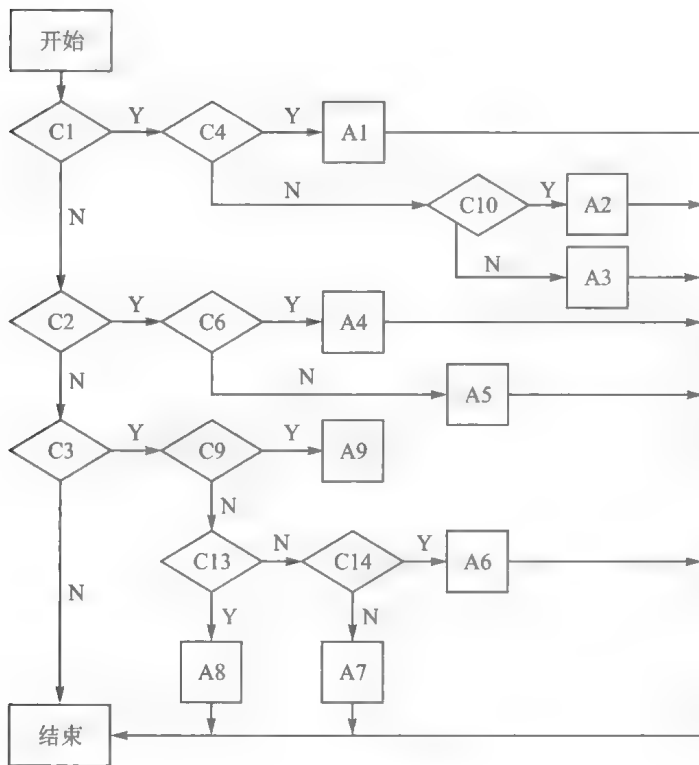 开始
C1 Y C4 Y A1
N N C10 Y A2
N A3
C2 Y C6 Y A4
N N A5
C3 Y C9 Y A9
N
C13 N C14 Y A6
N Y N
A8 A7
结束